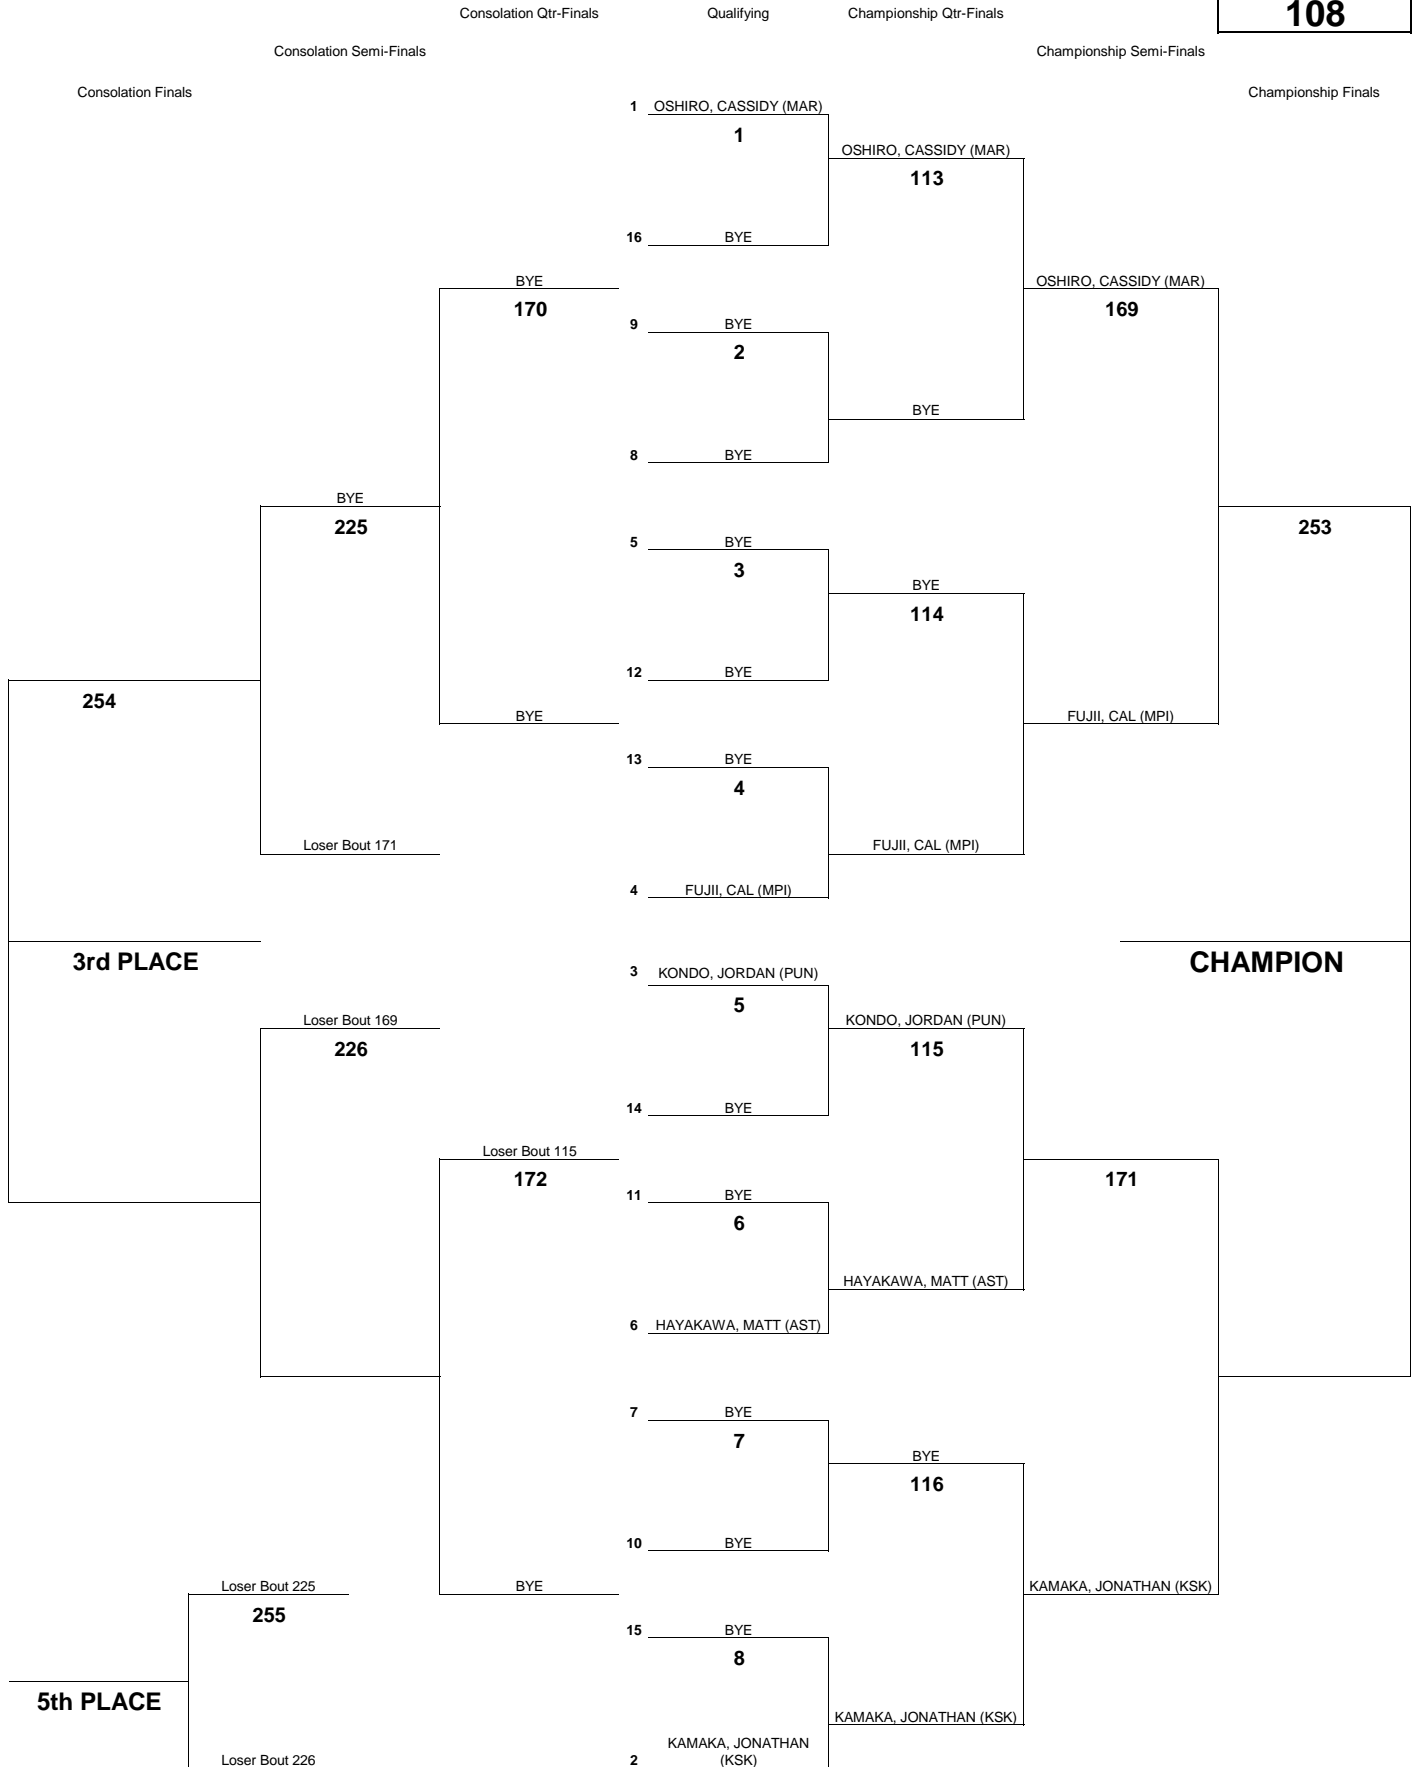 Consolation Qtr-Finals Qualifying Championship Qtr-Finals 108
Consolation Semi-Finals Championship Semi-Finals
Consolation Finals Championship Finals
1 OSHIRO, CASSIDY (MAR)
1
OSHIRO, CASSIDY (MAR)
113
16 BYE
BYE OSHIRO, CASSIDY (MAR)
170 169
9 BYE
2
BYE
8 BYE
BYE
225 253
5 BYE
3
BYE
114
12 BYE
254
BYE FUJII, CAL (MPI)
13 BYE
4
Loser Bout 171 FUJII, CAL (MPI)
4 FUJII, CAL (MPI)
3rd PLACE CHAMPION
3 KONDO, JORDAN (PUN)
5
Loser Bout 169 KONDO, JORDAN (PUN)
226 115
14 BYE
Loser Bout 115
172 171
11 BYE
6
HAYAKAWA, MATT (AST)
6 HAYAKAWA, MATT (AST)
7 BYE
7
BYE
116
10 BYE
Loser Bout 225 BYE KAMAKA, JONATHAN (KSK)
255
15 BYE
8
5th PLACE
KAMAKA, JONATHAN (KSK)
KAMAKA, JONATHAN
Loser Bout 226 2 (KSK)